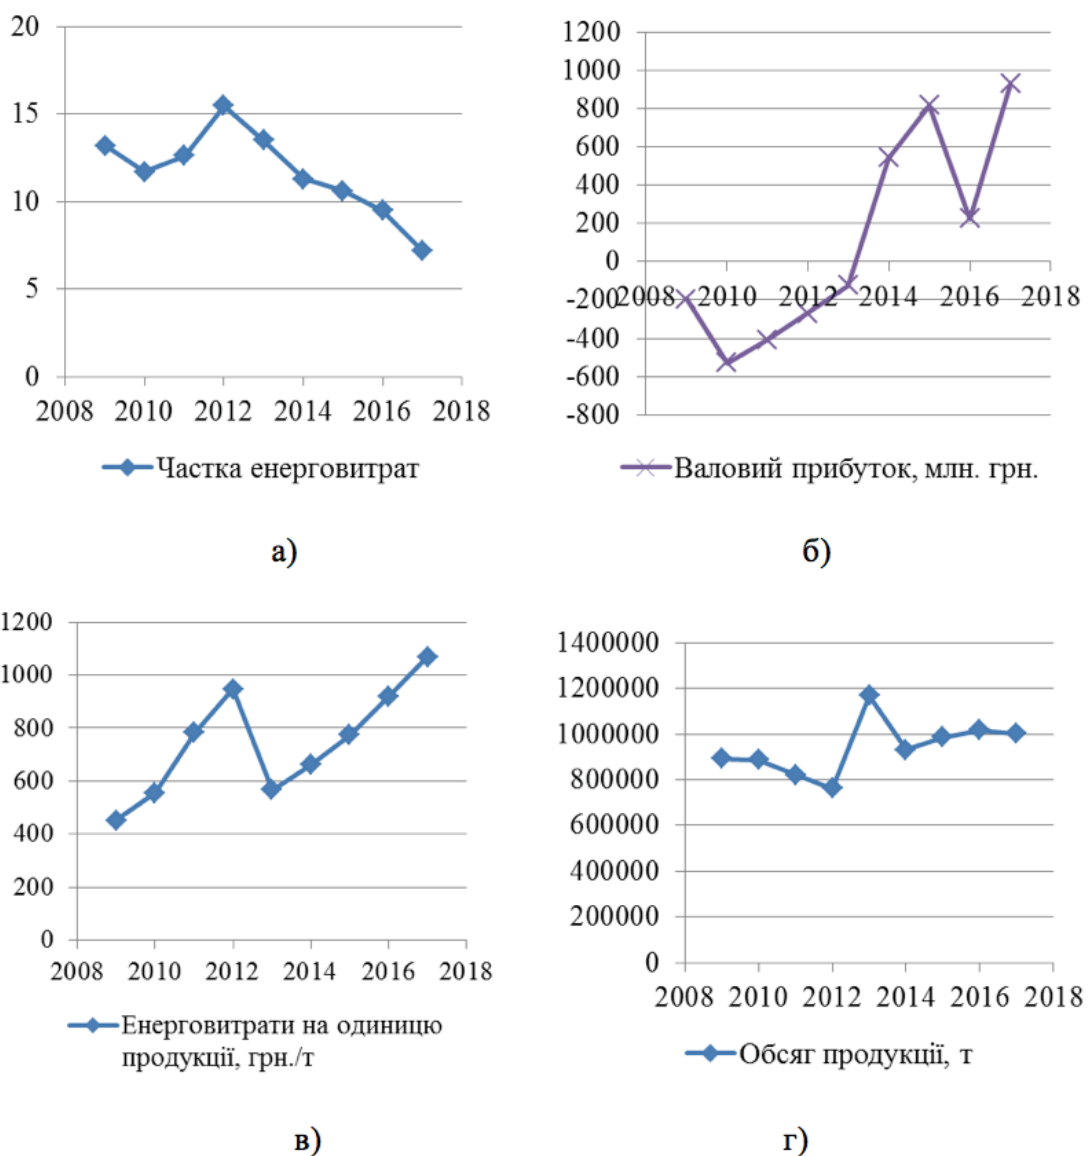 20
15
10
5
0
2008 2010 2012 2014 2016 2018
Частка енерговитрат
а)
1200
1000
800
600
400
200
0
-200
-400
-600
-800
2008 2010 2012 2014 2016 2018
Валовий прибуток, млн. грн.
б)
1200
1000
800
600
400
200
0
2008 2010 2012 2014 2016 2018
Енерговитрати на одиницю
продукції, грн./т
в)
1400000
1200000
1000000
800000
600000
400000
200000
0
2008 2010 2012 2014 2016 2018
Обсяг продукції, т
г)